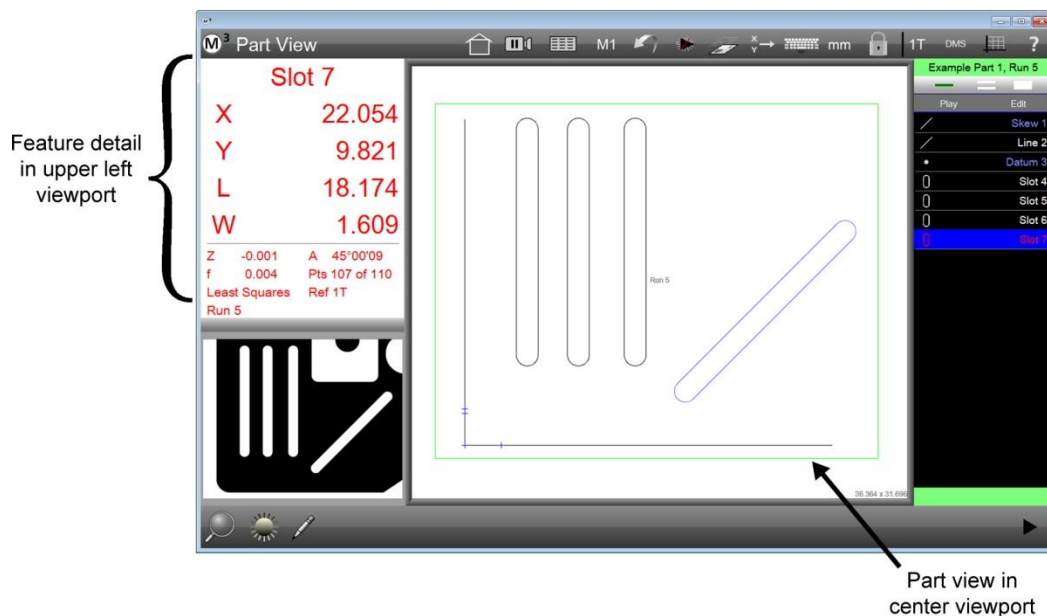 M3 Part View M1 X Y mm 1T DMS ?
Slot 7
X 22.054
Y 9.821
L 18.174
W 1.609
Z -0.001 A 45°00'09
f 0.004 Pts 107 of 110
Least Squares Ref 1T
Run 5
Feature detail
in upper left
viewport
Run 5
36.364 x 31.696
Example Part 1, Run 5
Play Edit
Skew 1
Line 2
Datum 3
Slot 4
Slot 5
Slot 6
Slot 7
Part view in
center viewport